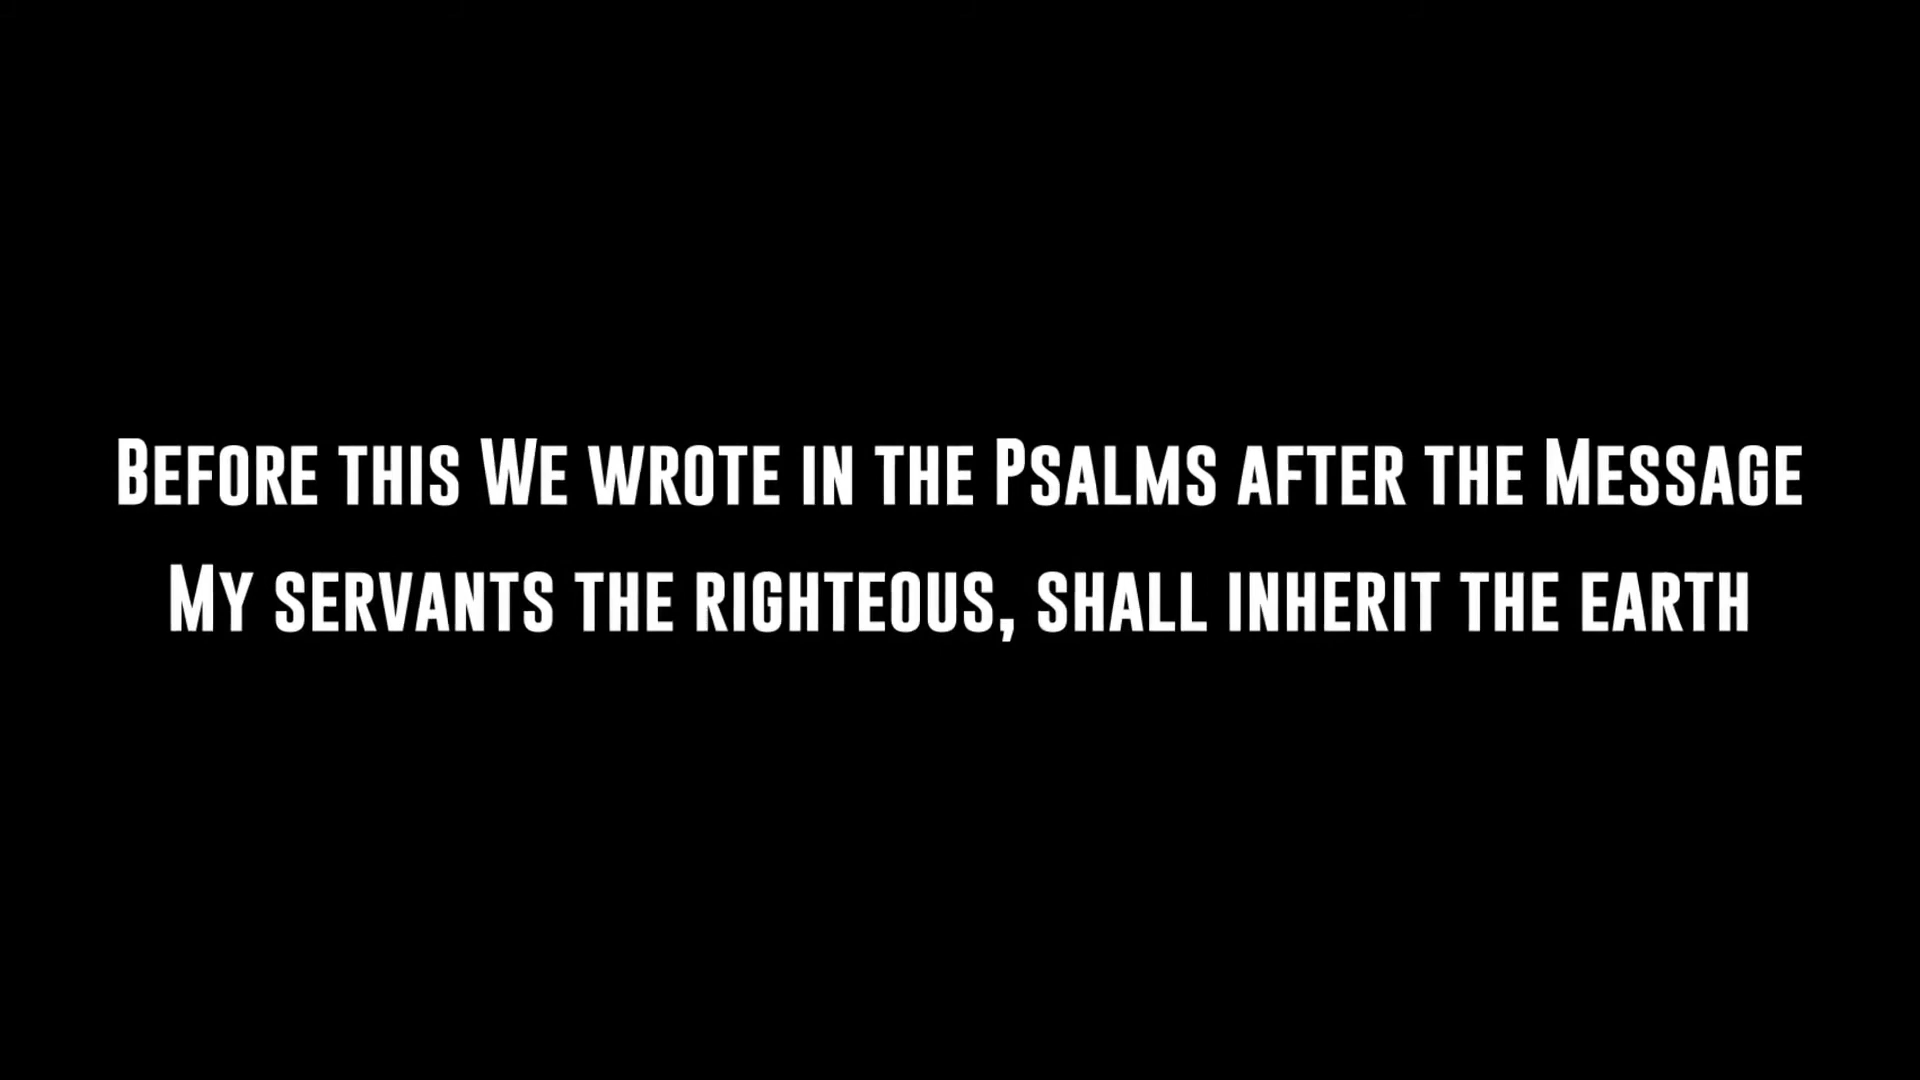 Before this We wrote in the Psalms after the Message
My servants the righteous, shall inherit the earth